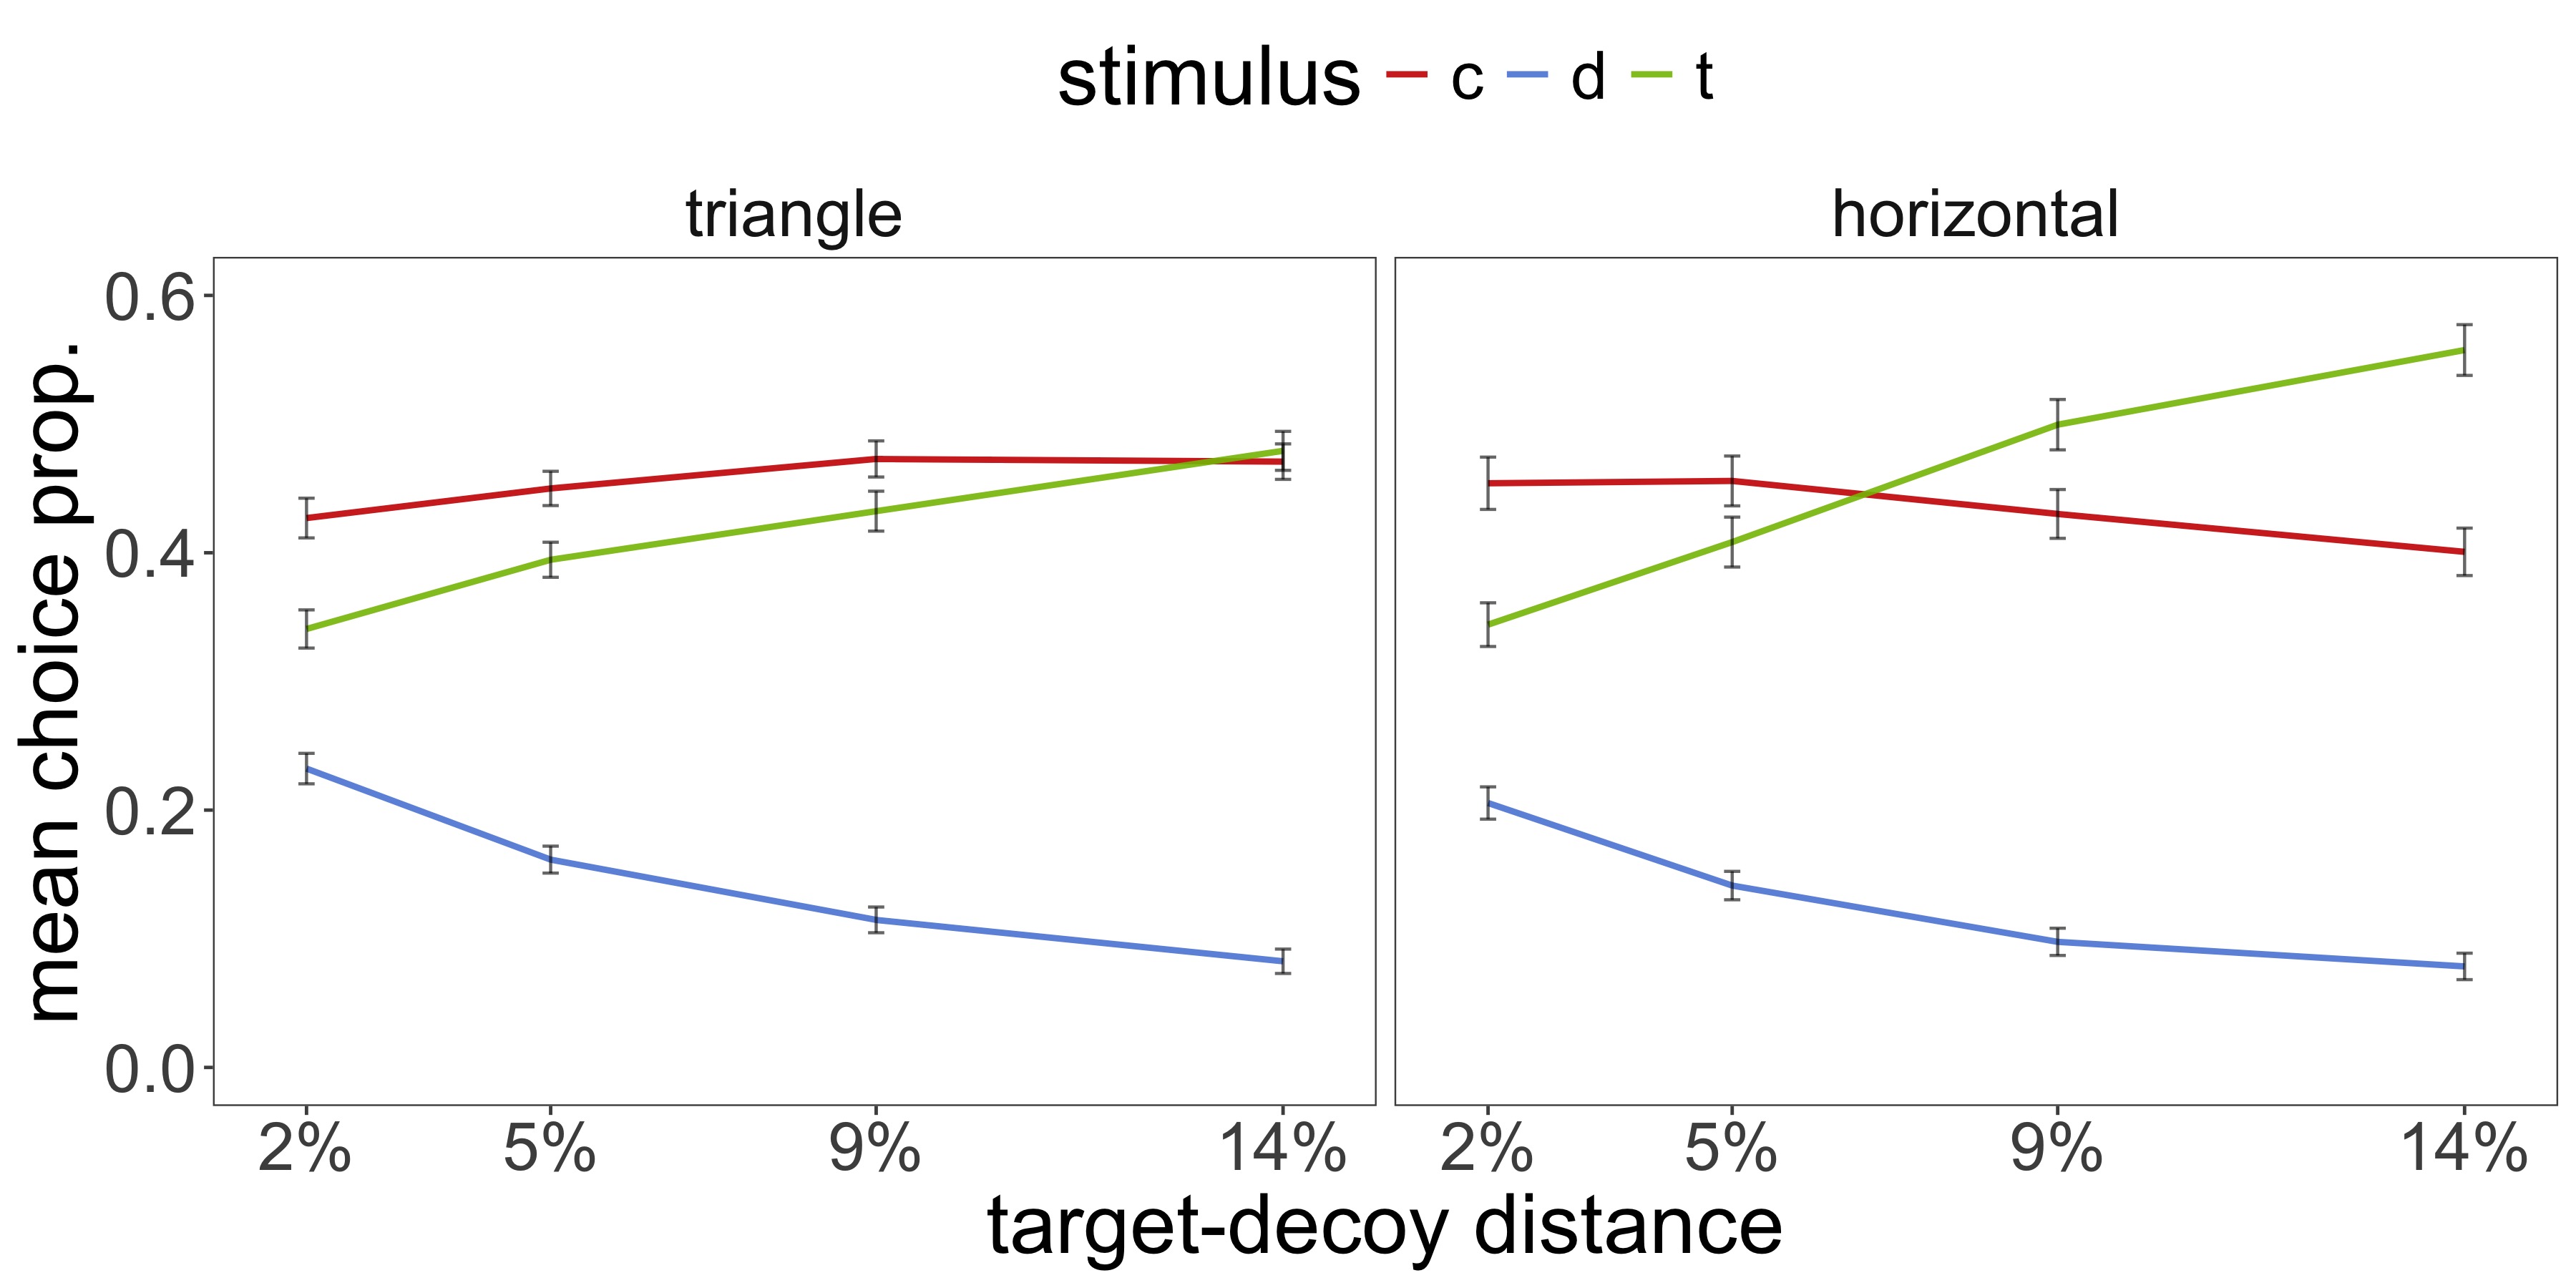 stimulus c d t
triangle horizontal
mean choice prop.
0.6
0.4
0.2
0.0
2% 5% 9% 14% 2% 5% 9% 14%
target-decoy distance